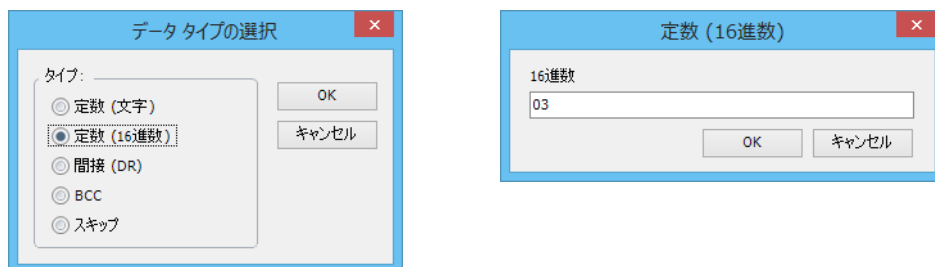 データ タイプの選択
タイプ:
定数 (文字)
定数 (16進数)
間接 (DR)
BCC
スキップ
OK
キャンセル
定数 (16進数)
16進数
03
OK
キャンセル